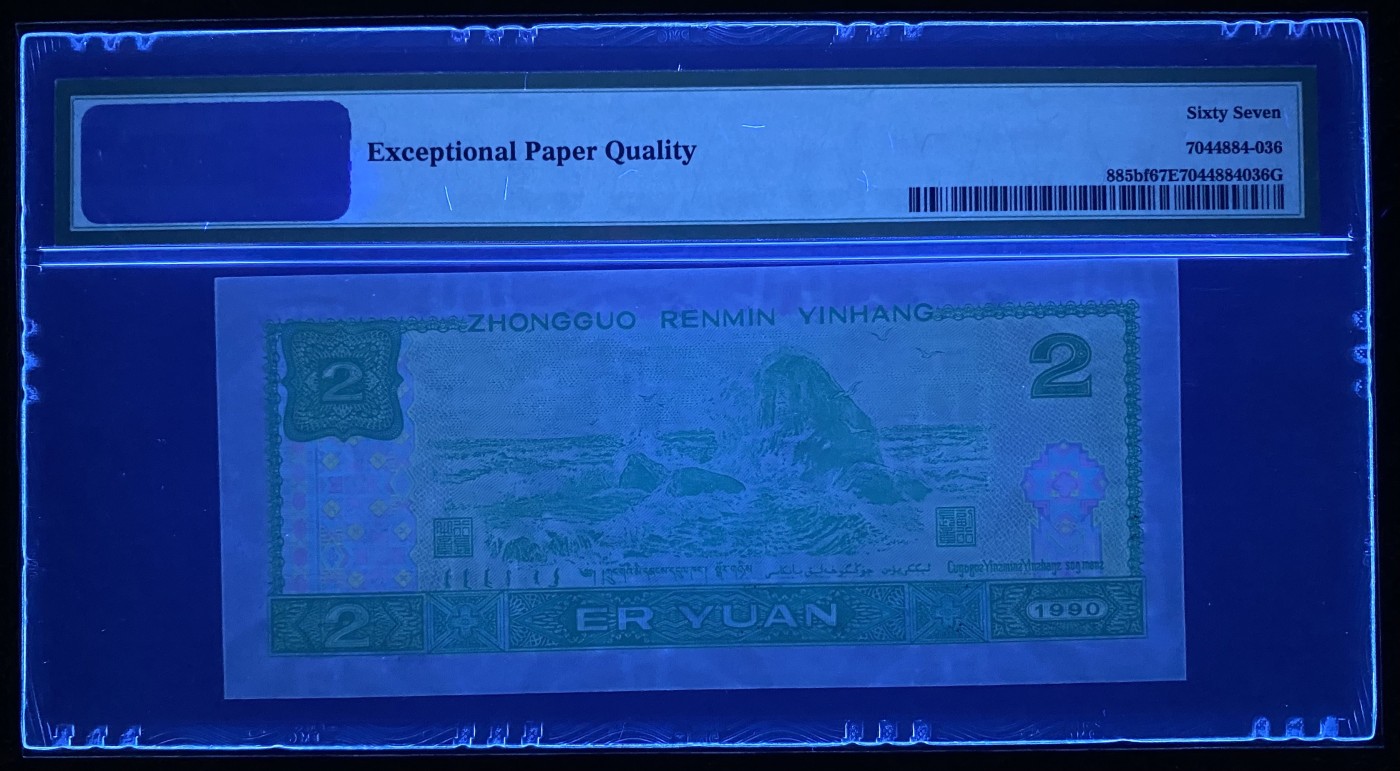 Sixty Seven
Exceptional Paper Quality
7044884-036
885bf67E7044884036G
ZHONGGUO RENMIN YINHANG
2
2
2
ER YUAN
1990